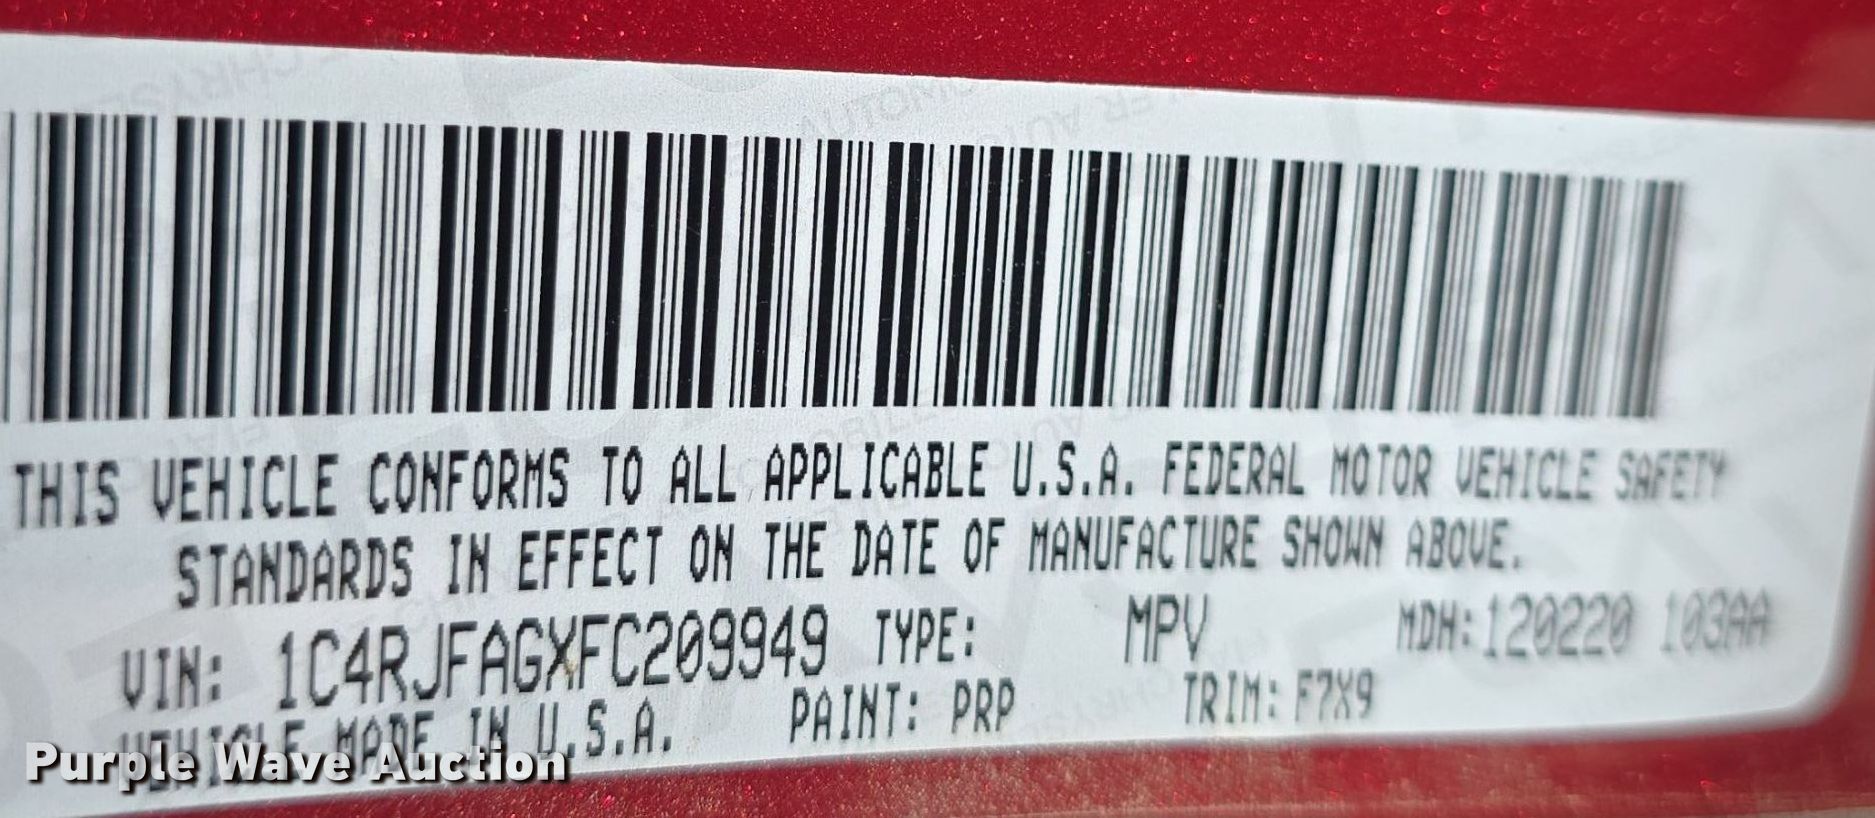 THIS VEHICLE CONFORMS TO ALL APPLICABLE U.S.A. FEDERAL MOTOR VEHICLE SAFETY
STANDARDS IN EFFECT ON THE DATE OF MANUFACTURE SHOWN ABOVE.
VIN: 1C4RJFAGXFC209949 TYPE: MPV MDH:120220 103AA
VEHICLE MADE IN U.S.A. PAINT: PRP TRIM: F7X9
Purple Wave Auction